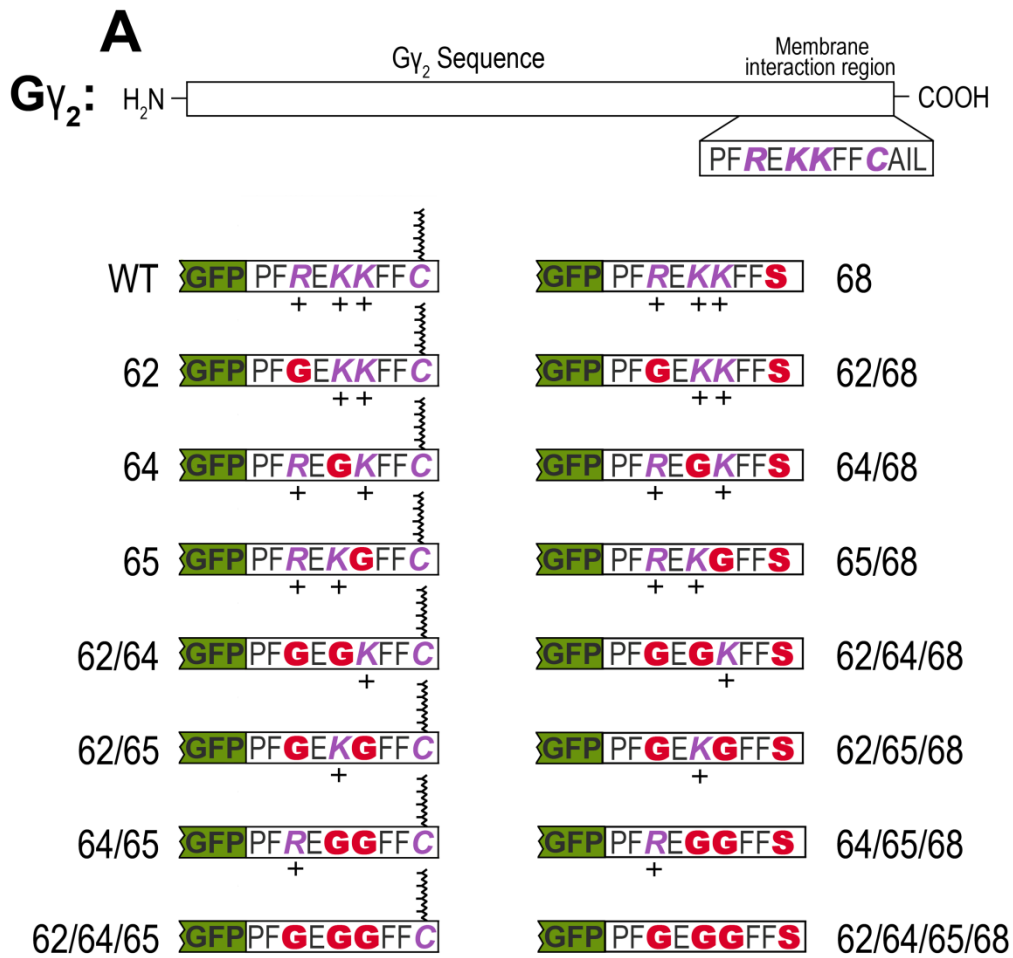 A
Gγ₂ Sequence
Membrane
interaction region
Gγ₂: H₂N COOH
PFREKKFFCAIL
WT GFP PFREKKFFC GFP PFREKKFFS 68
+ + + + + +
62 GFP PFGEKKFFC GFP PFGEKKFFS 62/68
+ + + +
64 GFP PFREGKFFC GFP PFREGKFFS 64/68
+ + + +
65 GFP PFREKGFFC GFP PFREKGFFS 65/68
+ + + +
62/64 GFP PFGEGKFFC GFP PFGEGKFFS 62/64/68
+ +
62/65 GFP PFGEKGFFC GFP PFGEKGFFS 62/65/68
+ +
64/65 GFP PFREGGFFC GFP PFREGGFFS 64/65/68
+ +
62/64/65 GFP PFGEGGFFC GFP PFGEGGFFS 62/64/65/68